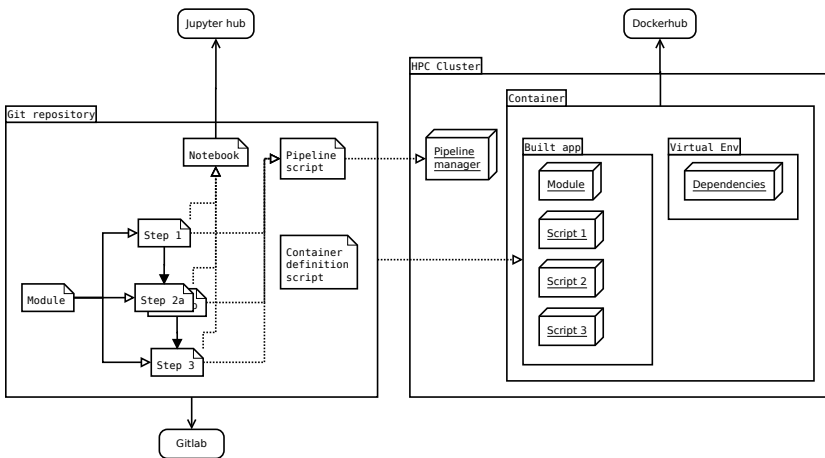 Jupyter hub
Dockerhub
HPC Cluster
Container
Git repository
Notebook
Pipeline
script
Pipeline
manager
Built app
Virtual Env
Module
Dependencies
Step 1
Script 1
Container
definition
script
Module
Step 2a
Script 2
Script 3
Step 3
Gitlab